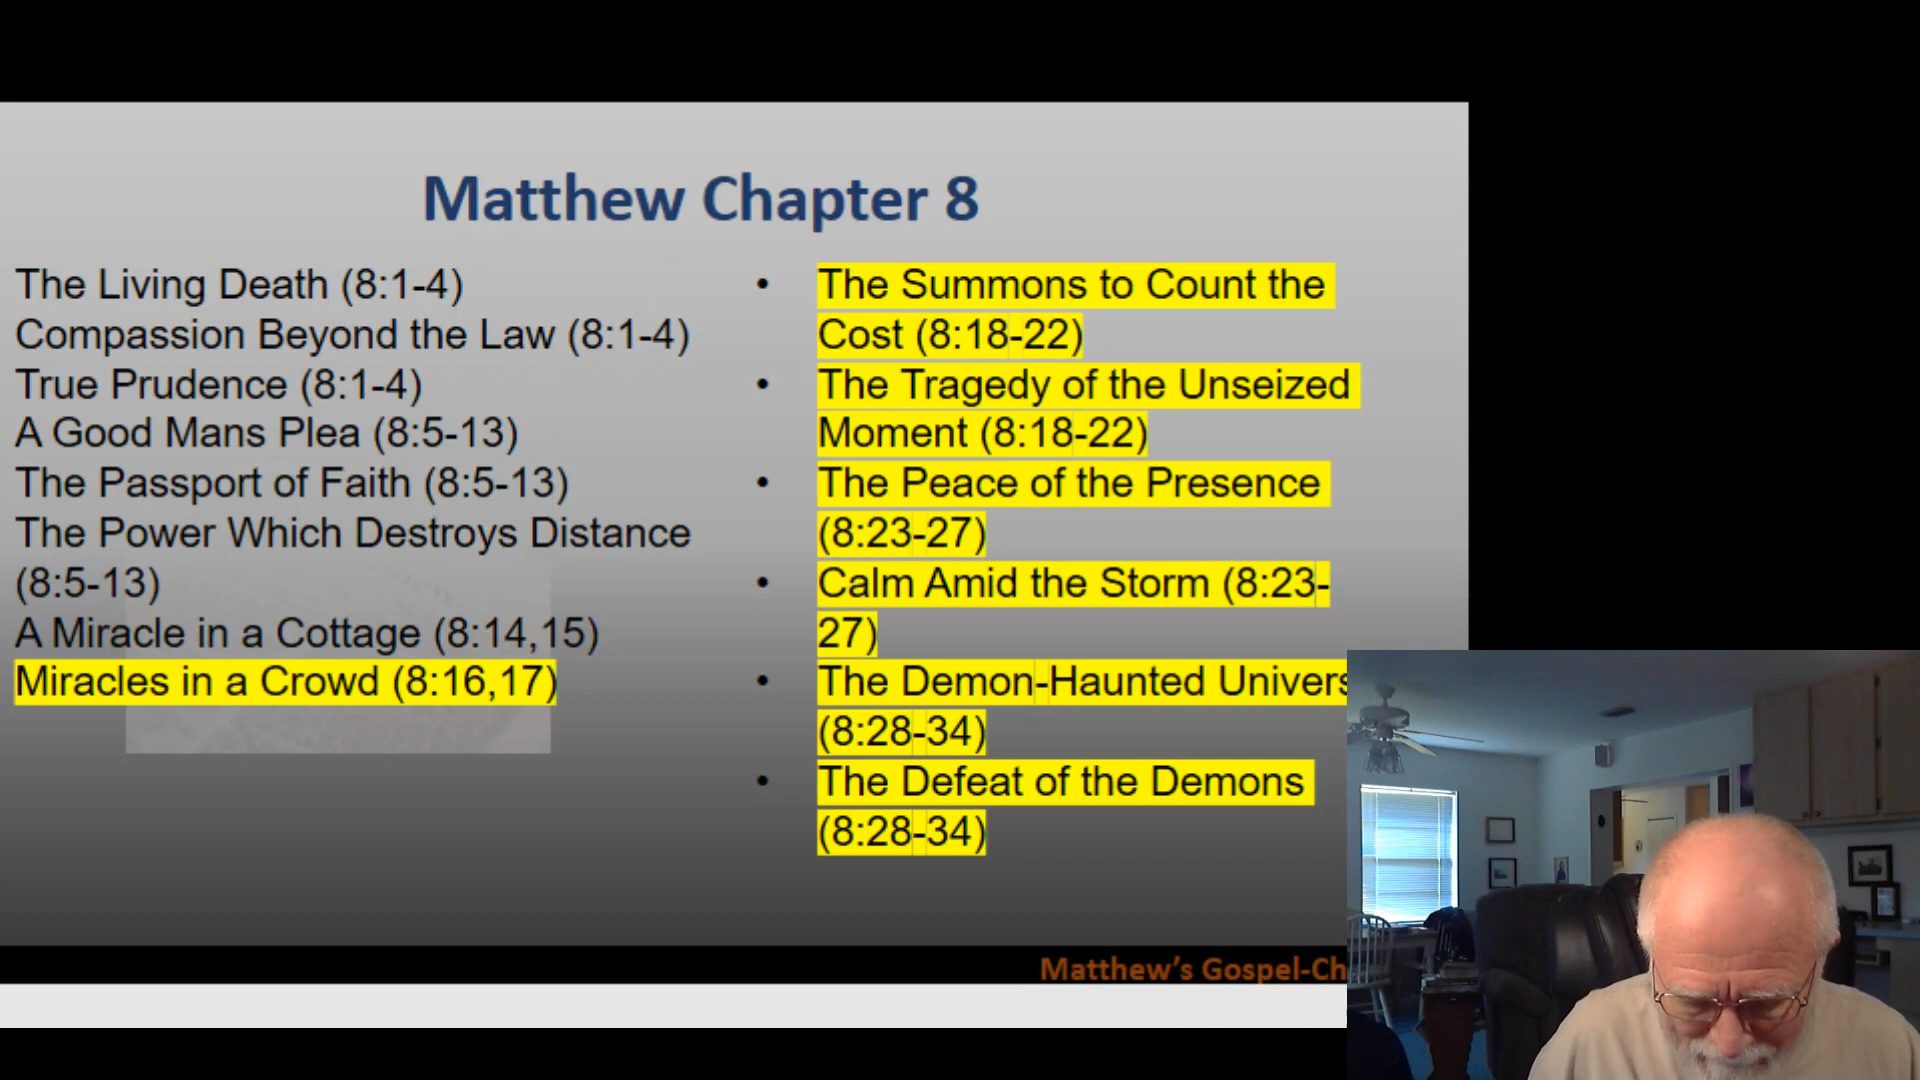 Matthew Chapter 8
The Living Death (8:1-4)
Compassion Beyond the Law (8:1-4)
True Prudence (8:1-4)
A Good Mans Plea (8:5-13)
The Passport of Faith (8:5-13)
The Power Which Destroys Distance
(8:5-13)
A Miracle in a Cottage (8:14,15)
Miracles in a Crowd (8:16,17)
• The Summons to Count the
Cost (8:18-22)
• The Tragedy of the Unseized
Moment (8:18-22)
• The Peace of the Presence
(8:23-27)
• Calm Amid the Storm (8:23-
27)
• The Demon-Haunted Univers
(8:28-34)
• The Defeat of the Demons
(8:28-34)
Matthew’s Gospel-Ch